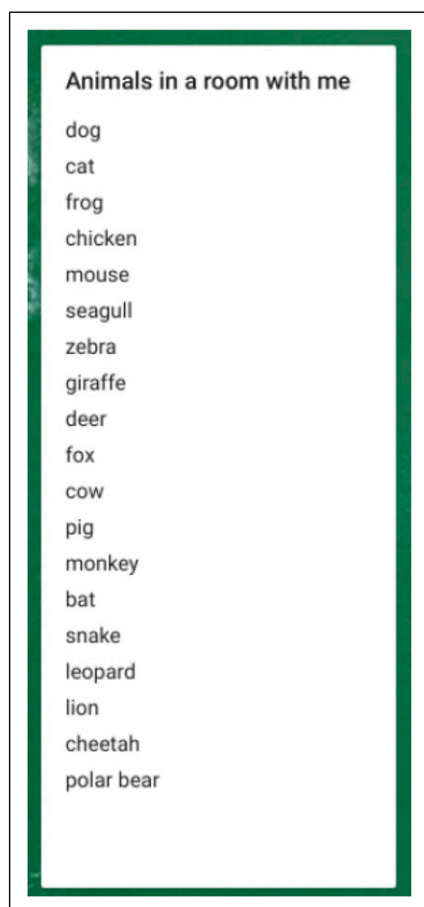 Animals in a room with me
dog
cat
frog
chicken
mouse
seagull
zebra
giraffe
deer
fox
cow
pig
monkey
bat
snake
leopard
lion
cheetah
polar bear